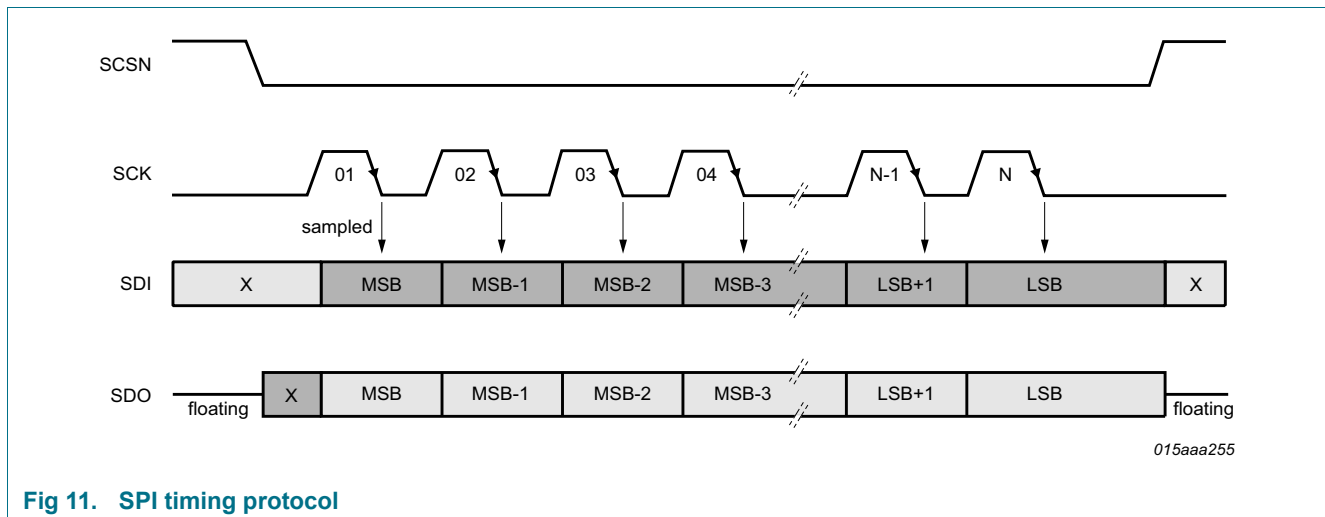 SCSN
SCK
01 02 03 04 N-1 N
sampled
SDI
X MSB MSB-1 MSB-2 MSB-3 LSB+1 LSB X
SDO
X MSB MSB-1 MSB-2 MSB-3 LSB+1 LSB
floating floating
015aaa255
Fig 11. SPI timing protocol